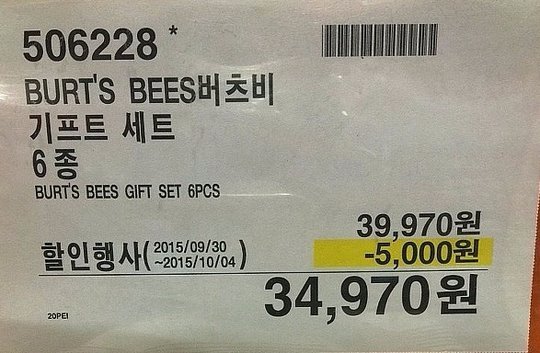 506228 *
BURT'S BEES버츠비
기프트 세트
6종
BURT'S BEES GIFT SET 6PCS
39,970원
할인행사(2015/09/30 ~2015/10/04) -5,000원
34,970원
20PEI